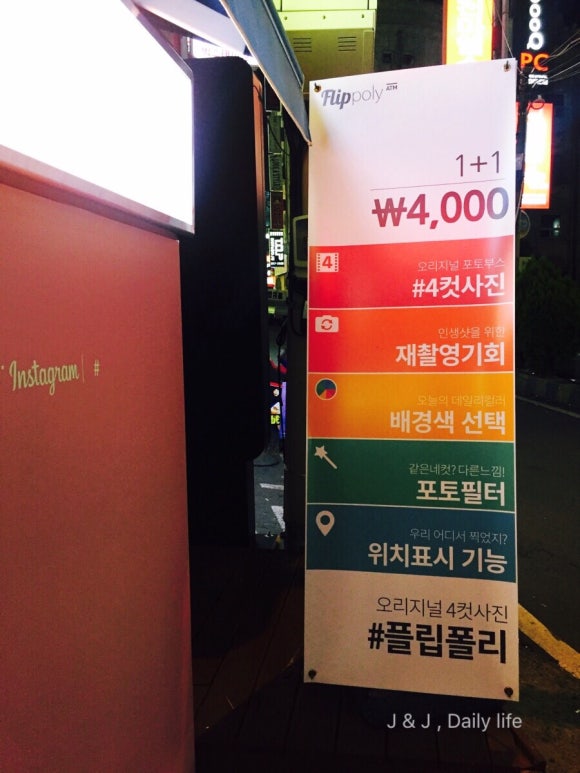 Flippoly ATM
1+1
₩4,000
4
오리지널 포토부스
#4컷사진
인생샷을 위한
재촬영기회
오늘의 데일리컬러
배경색 선택
같은네컷? 다른느낌!
포토필터
우리 어디서 찍었지?
위치표시 기능
오리지널 4컷사진
#플립폴리
Instagram #
PC
J & J , Daily life